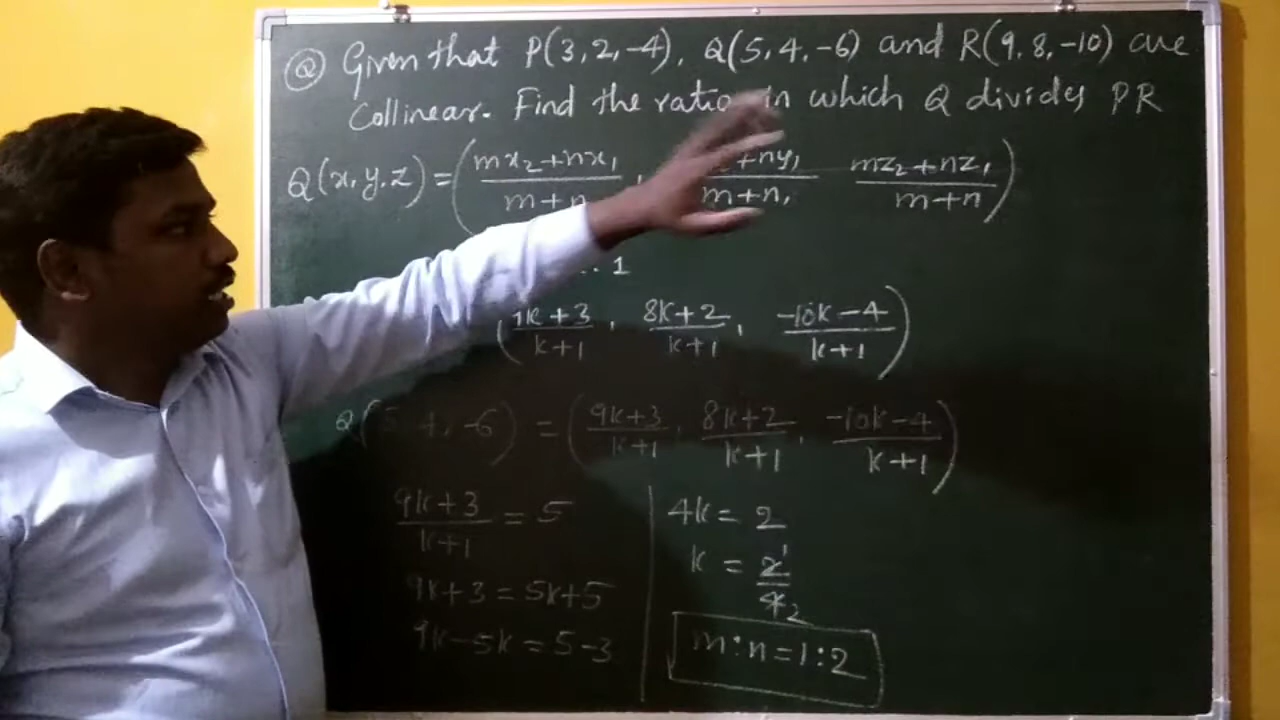 Q Given that P(3, 2, -4), Q(5, 4, -6) and R(9, 8, -10) are
Collinear. Find the ratio in which Q divides PR
Q(x, y, z) = (mx₂+nx₁/m+n, +ny₁/m+n, mz₂+nz₁/m+n)
: 1
(9k+3/k+1, 8k+2/k+1, -10k-4/k+1)
Q(5, 4, -6) = (9k+3/k+1, 8k+2/k+1, -10k-4/k+1)
9k+3/k+1 = 5
9k+3 = 5k+5
9k-5k = 5-3
4k = 2
k = 2 1/4 2
m:n = 1:2